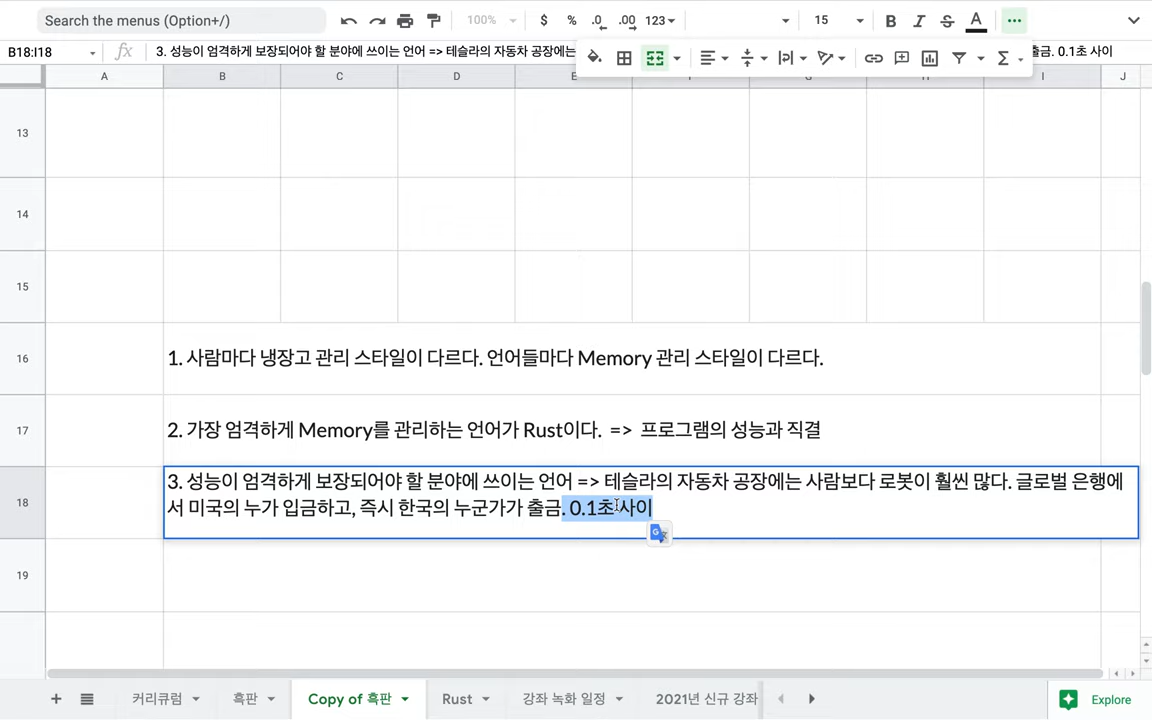 Search the menus (Option+/)
100%
$ % .0 .00 123
15
B I S A
B18:I18 fx 3. 성능이 엄격하게 보장되어야 할 분야에 쓰이는 언어 => 테슬라의 자동차 공장에는
출금. 0.1초 사이
A B C D E H I J
13
14
15
16 1. 사람마다 냉장고 관리 스타일이 다르다. 언어들마다 Memory 관리 스타일이 다르다.
17 2. 가장 엄격하게 Memory를 관리하는 언어가 Rust이다. => 프로그램의 성능과 직결
3. 성능이 엄격하게 보장되어야 할 분야에 쓰이는 언어 => 테슬라의 자동차 공장에는 사람보다 로봇이 훨씬 많다. 글로벌 은행에
18 서 미국의 누가 입금하고, 즉시 한국의 누군가가 출금. 0.1초 사이
19
커리큘럼 흑판 Copy of 흑판 Rust 강좌 녹화 일정 2021년 신규 강좌 Explore